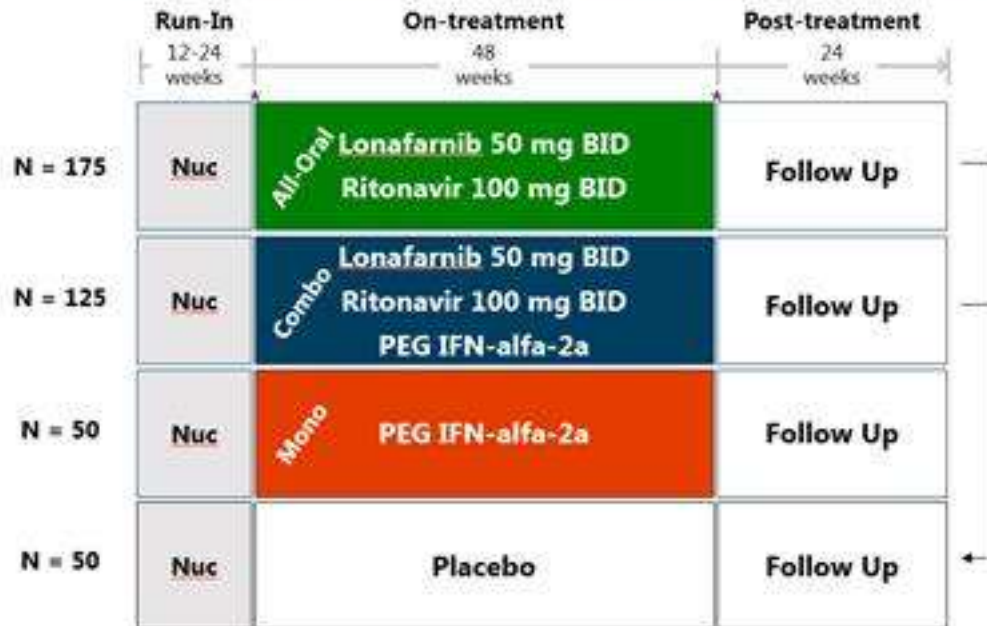 Run-In On-treatment Post-treatment
12-24 weeks 48 weeks 24 weeks
N = 175 Nuc All-Oral Lonafarnib 50 mg BID Follow Up
Ritonavir 100 mg BID
N = 125 Nuc Combo Lonafarnib 50 mg BID Follow Up
Ritonavir 100 mg BID
PEG IFN-alfa-2a
N = 50 Nuc Mono PEG IFN-alfa-2a Follow Up
N = 50 Nuc Placebo Follow Up